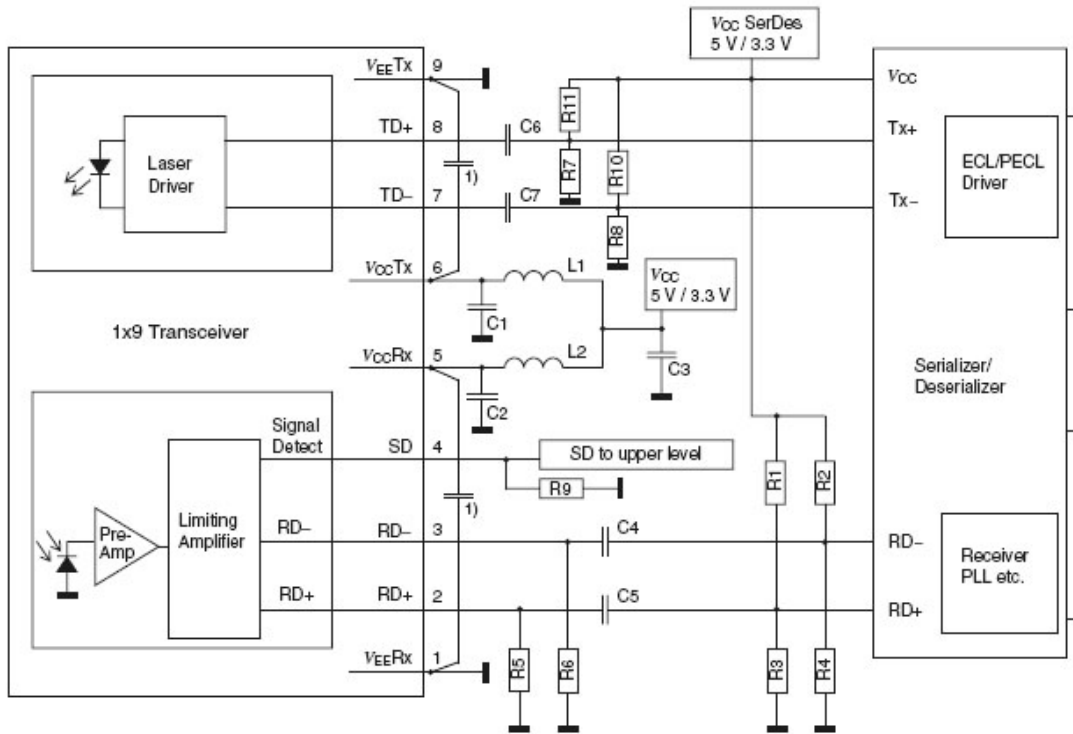 VCC SerDes
5 V / 3.3 V
VEETx
9
VCC
R11
TD+
8
C6
Tx+
Laser
Driver
1)
R7
R10
ECL/PECL
Driver
TD−
7
C7
Tx−
R8
VCCTx
6
L1
VCC
5 V / 3.3 V
C1
1x9 Transceiver
VCCRx
5
L2
C3
Serializer/
Deserializer
C2
Signal
Detect
SD
4
SD to upper level
R1
R2
R9
1)
Pre-
Amp
Limiting
Amplifier
RD−
RD−
3
C4
RD−
Receiver
PLL etc.
RD+
RD+
2
C5
RD+
VEERx
1
R5
R6
R3
R4